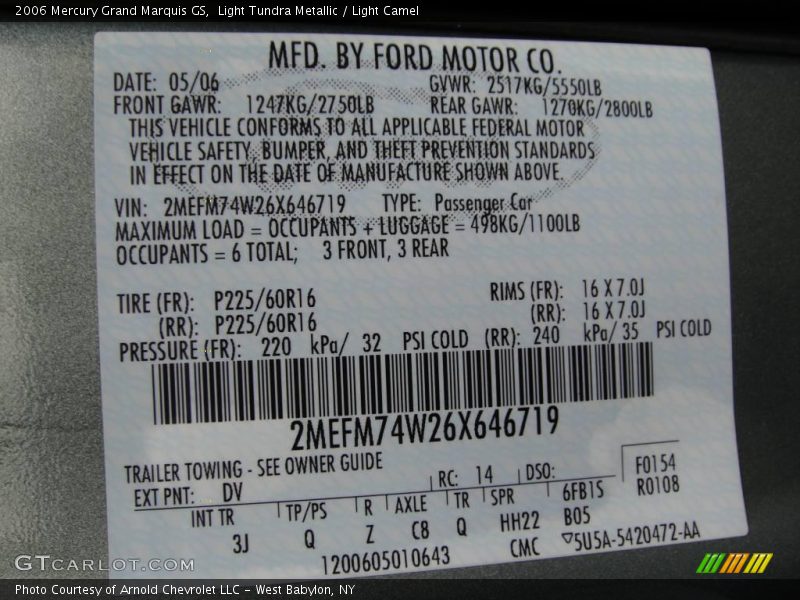 2006 Mercury Grand Marquis GS,  Light Tundra Metallic / Light Camel
MFD. BY FORD MOTOR CO.
DATE: 05/06 GVWR: 2517KG/5550LB
FRONT GAWR: 1247KG/2750LB REAR GAWR: 1270KG/2800LB
THIS VEHICLE CONFORMS TO ALL APPLICABLE FEDERAL MOTOR
VEHICLE SAFETY, BUMPER, AND THEFT PREVENTION STANDARDS
IN EFFECT ON THE DATE OF MANUFACTURE SHOWN ABOVE.
VIN: 2MEFM74W26X646719 TYPE: Passenger Car
MAXIMUM LOAD = OCCUPANTS + LUGGAGE = 498KG/1100LB
OCCUPANTS = 6 TOTAL; 3 FRONT, 3 REAR
TIRE (FR): P225/60R16 RIMS (FR): 16 X 7.0J
(RR): P225/60R16 (RR): 16 X 7.0J
PRESSURE (FR): 220 kPa/ 32 PSI COLD (RR): 240 kPa/ 35 PSI COLD
2MEFM74W26X646719
TRAILER TOWING - SEE OWNER GUIDE
EXT PNT: DV RC: 14 DSO: F0154
R0108
INT TR TP/PS R AXLE TR SPR 6FB15
3J Q Z C8 Q HH22 B05
1200605010643 CMC ▽5U5A-5420472-AA
GTCARLOT.COM
Photo Courtesy of Arnold Chevrolet LLC – West Babylon, NY